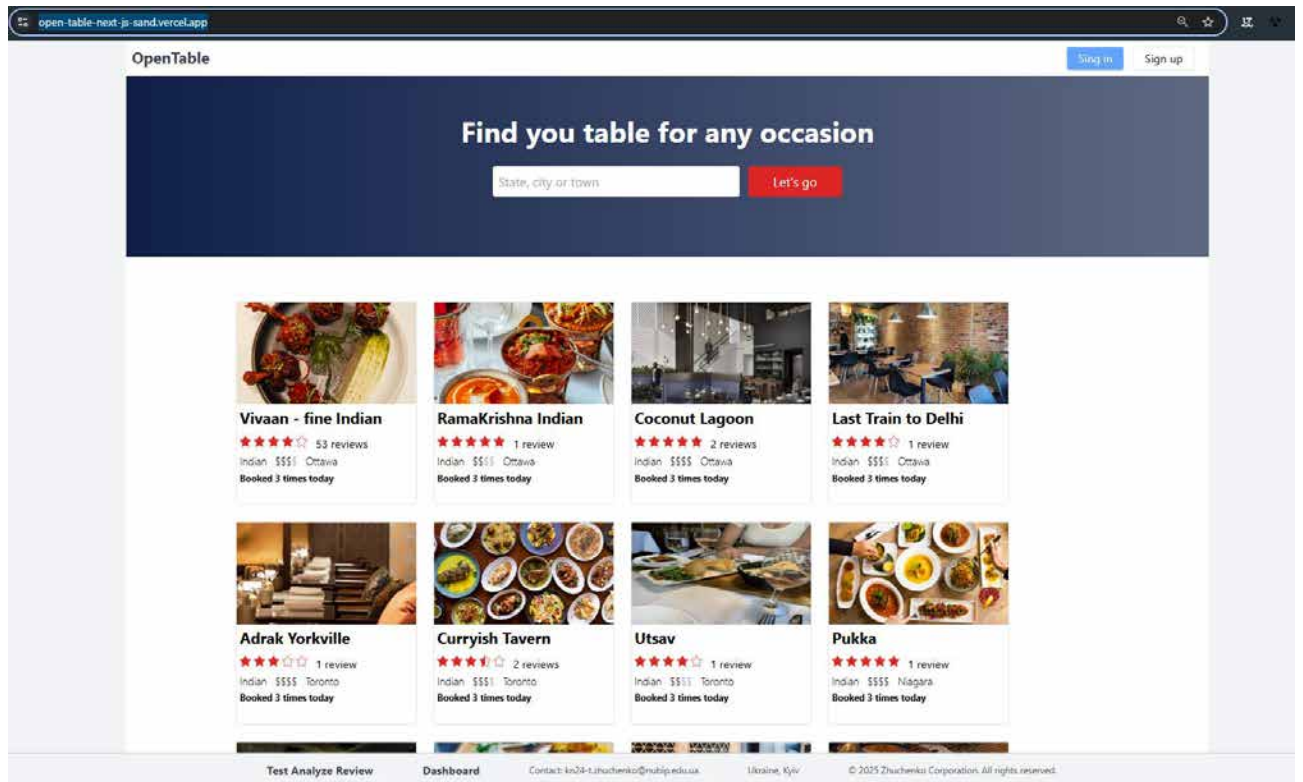 open-table-next-js-sand.vercel.app
OpenTable
Sing in
Sign up
Find you table for any occasion
State, city or town
Let's go
Vivaan - fine Indian
53 reviews
Indian $$$$ Ottawa
Booked 3 times today
RamaKrishna Indian
1 review
Indian $$$$ Ottawa
Booked 3 times today
Coconut Lagoon
2 reviews
Indian $$$$ Ottawa
Booked 3 times today
Last Train to Delhi
1 review
Indian $$$$ Ottawa
Booked 3 times today
Adrak Yorkville
1 review
Indian $$$$ Toronto
Booked 3 times today
Curryish Tavern
2 reviews
Indian $$$$ Toronto
Booked 3 times today
Utsav
1 review
Indian $$$$ Toronto
Booked 3 times today
Pukka
1 review
Indian $$$$ Niagara
Booked 3 times today
Test Analyze Review
Dashboard
Contact: kn24-t.zhuchenko@nubip.edu.ua
Ukraine, Kyiv
© 2025 Zhuchenko Corporation. All rights reserved.